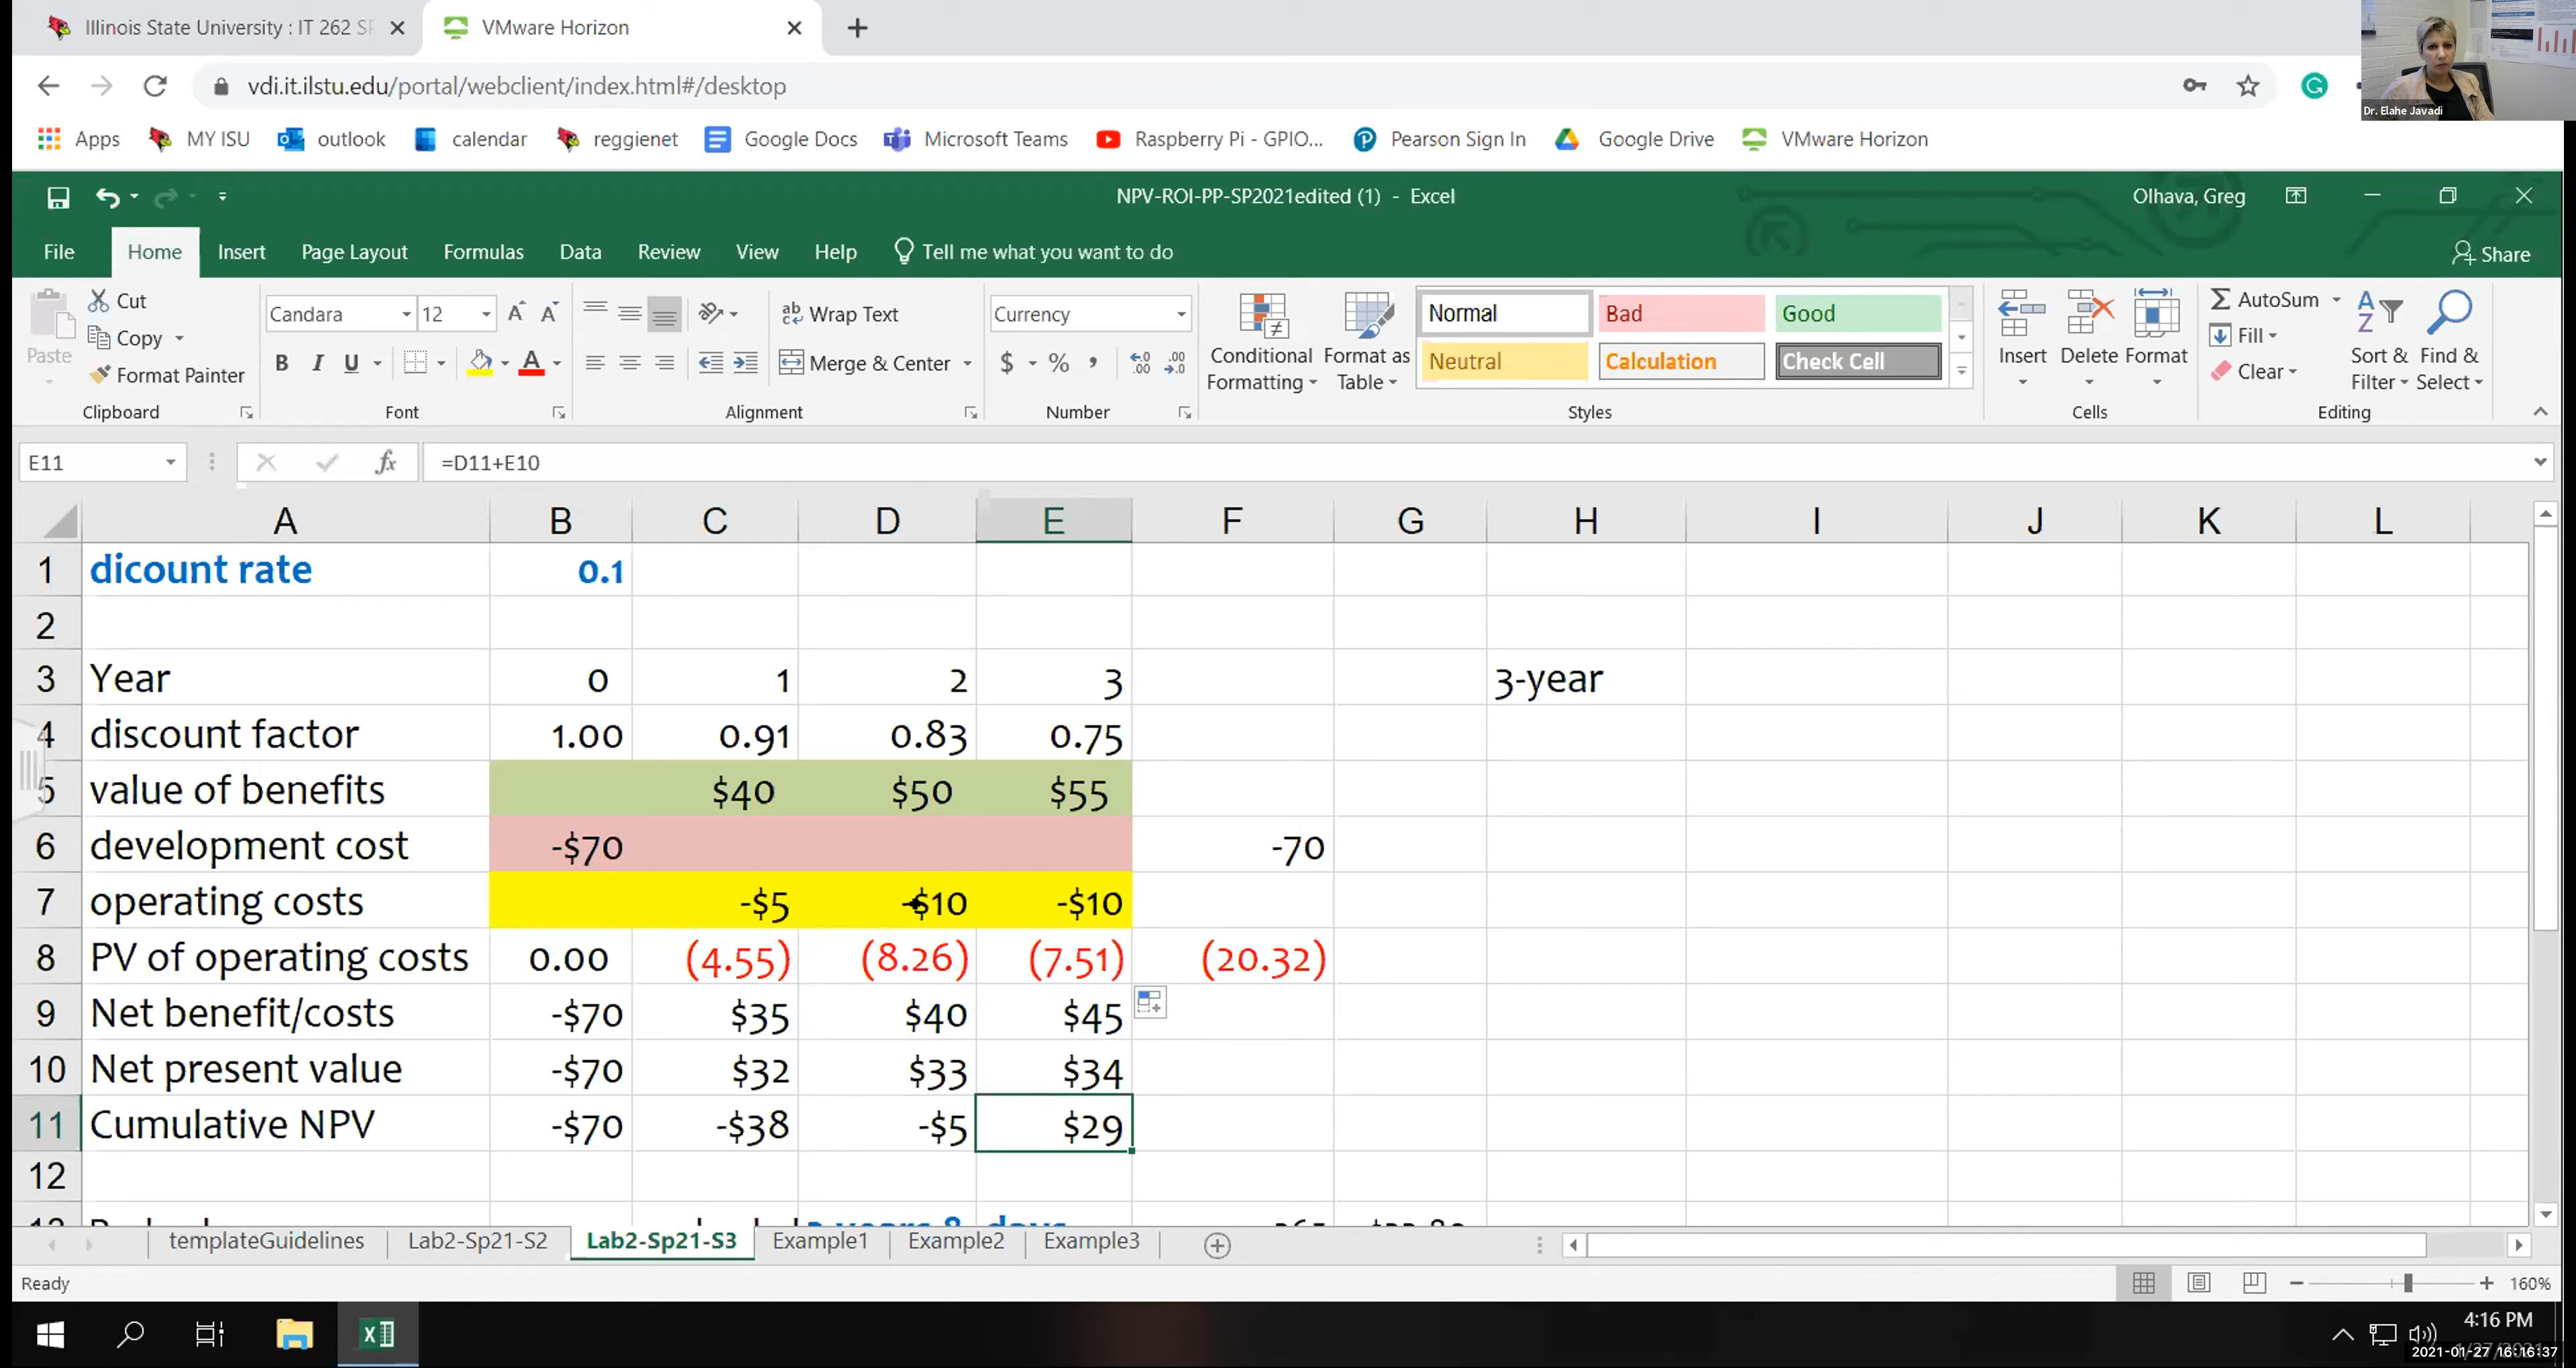 Illinois State University : IT 262 SP
VMware Horizon
vdi.it.ilstu.edu/portal/webclient/index.html#/desktop
Dr. Elahe Javadi
Apps MY ISU outlook calendar reggienet Google Docs Microsoft Teams Raspberry Pi - GPIO... Pearson Sign In Google Drive VMware Horizon
NPV-ROI-PP-SP2021edited (1) - Excel
Olhava, Greg
File Home Insert Page Layout Formulas Data Review View Help Tell me what you want to do Share
Paste
Cut
Copy
Format Painter
Clipboard
Candara 12
B I U
Font
Wrap Text
Merge & Center
Alignment
Currency
$ % ,
Number
Conditional Formatting
Format as Table
Normal Bad Good
Neutral Calculation Check Cell
Styles
Insert Delete Format
Cells
AutoSum
Fill
Clear
Sort & Filter
Find & Select
Editing
E11 fx =D11+E10
A B C D E F G H I J K L
1 dicount rate 0.1
2
3 Year 0 1 2 3 3-year
4 discount factor 1.00 0.91 0.83 0.75
5 value of benefits $40 $50 $55
6 development cost -$70 -70
7 operating costs -$5 -$10 -$10
8 PV of operating costs 0.00 (4.55) (8.26) (7.51) (20.32)
9 Net benefit/costs -$70 $35 $40 $45
10 Net present value -$70 $32 $33 $34
11 Cumulative NPV -$70 -$38 -$5 $29
12
templateGuidelines Lab2-Sp21-S2 Lab2-Sp21-S3 Example1 Example2 Example3
Ready
160%
4:16 PM
2021-01-27 16:16:37